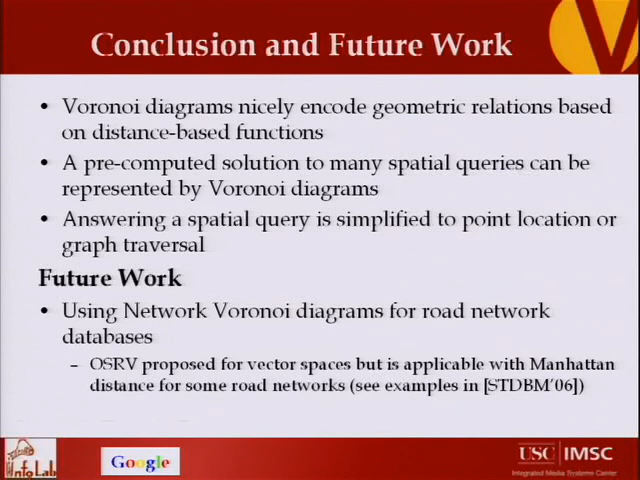 Conclusion and Future Work
• Voronoi diagrams nicely encode geometric relations based
on distance-based functions
• A pre-computed solution to many spatial queries can be
represented by Voronoi diagrams
• Answering a spatial query is simplified to point location or
graph traversal
Future Work
• Using Network Voronoi diagrams for road network
databases
– OSRV proposed for vector spaces but is applicable with Manhattan
distance for some road networks (see examples in [STDBM'06])
InfoLab
Google
USC IMSC
Integrated Media Systems Center